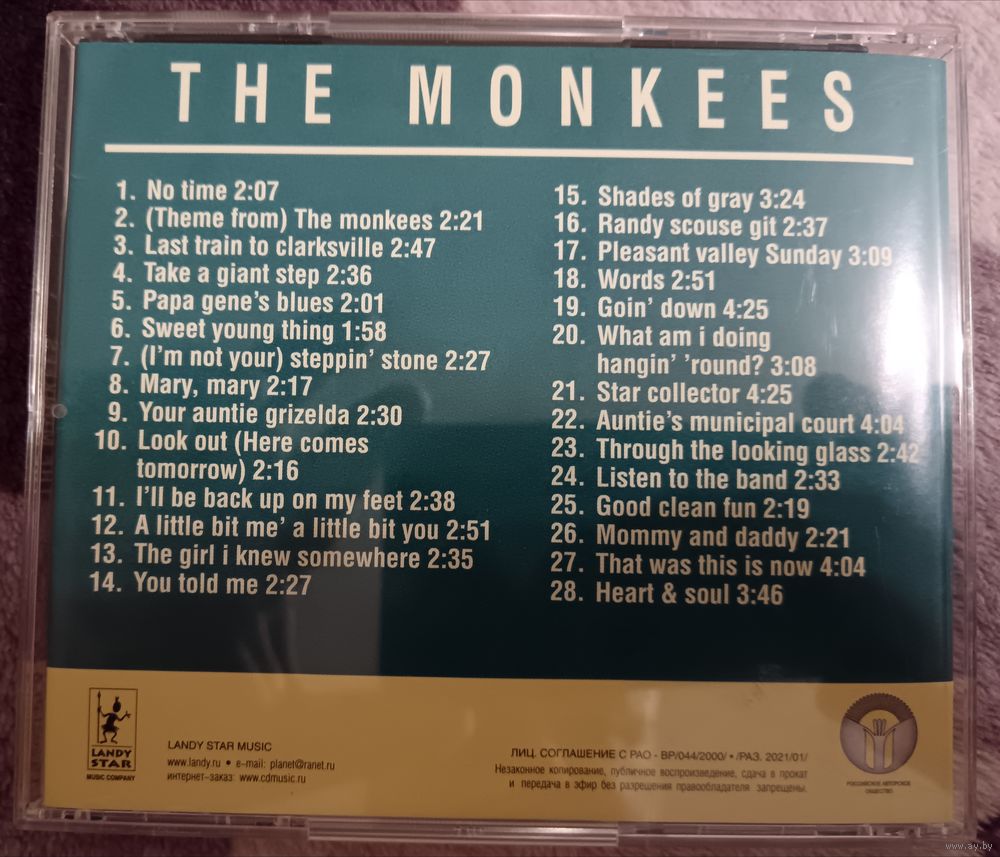 THE MONKEES
1. No time 2:07
2. (Theme from) The monkees 2:21
3. Last train to clarksville 2:47
4. Take a giant step 2:36
5. Papa gene's blues 2:01
6. Sweet young thing 1:58
7. (I'm not your) steppin' stone 2:27
8. Mary, mary 2:17
9. Your auntie grizelda 2:30
10. Look out (Here comes
tomorrow) 2:16
11. I'll be back up on my feet 2:38
12. A little bit me' a little bit you 2:51
13. The girl i knew somewhere 2:35
14. You told me 2:27
15. Shades of gray 3:24
16. Randy scouse git 2:37
17. Pleasant valley Sunday 3:09
18. Words 2:51
19. Goin' down 4:25
20. What am i doing
hangin' 'round? 3:08
21. Star collector 4:25
22. Auntie's municipal court 4:04
23. Through the looking glass 2:42
24. Listen to the band 2:33
25. Good clean fun 2:19
26. Mommy and daddy 2:21
27. That was this is now 4:04
28. Heart & soul 3:46
LANDY
STAR
MUSIC COMPANY
LANDY STAR MUSIC
www.landy.ru • e-mail: planet@ranet.ru
интернет-заказ: www.cdmusic.ru
ЛИЦ. СОГЛАШЕНИЕ С РАО - ВР/044/2000/ • /РАЗ. 2021/01/
Незаконное копирование, публичное воспроизведение, сдача в прокат
и передача в эфир без разрешения правообладателя запрещены.
РОССИЙСКОЕ АВТОРСКОЕ
ОБЩЕСТВО
www.ay.by